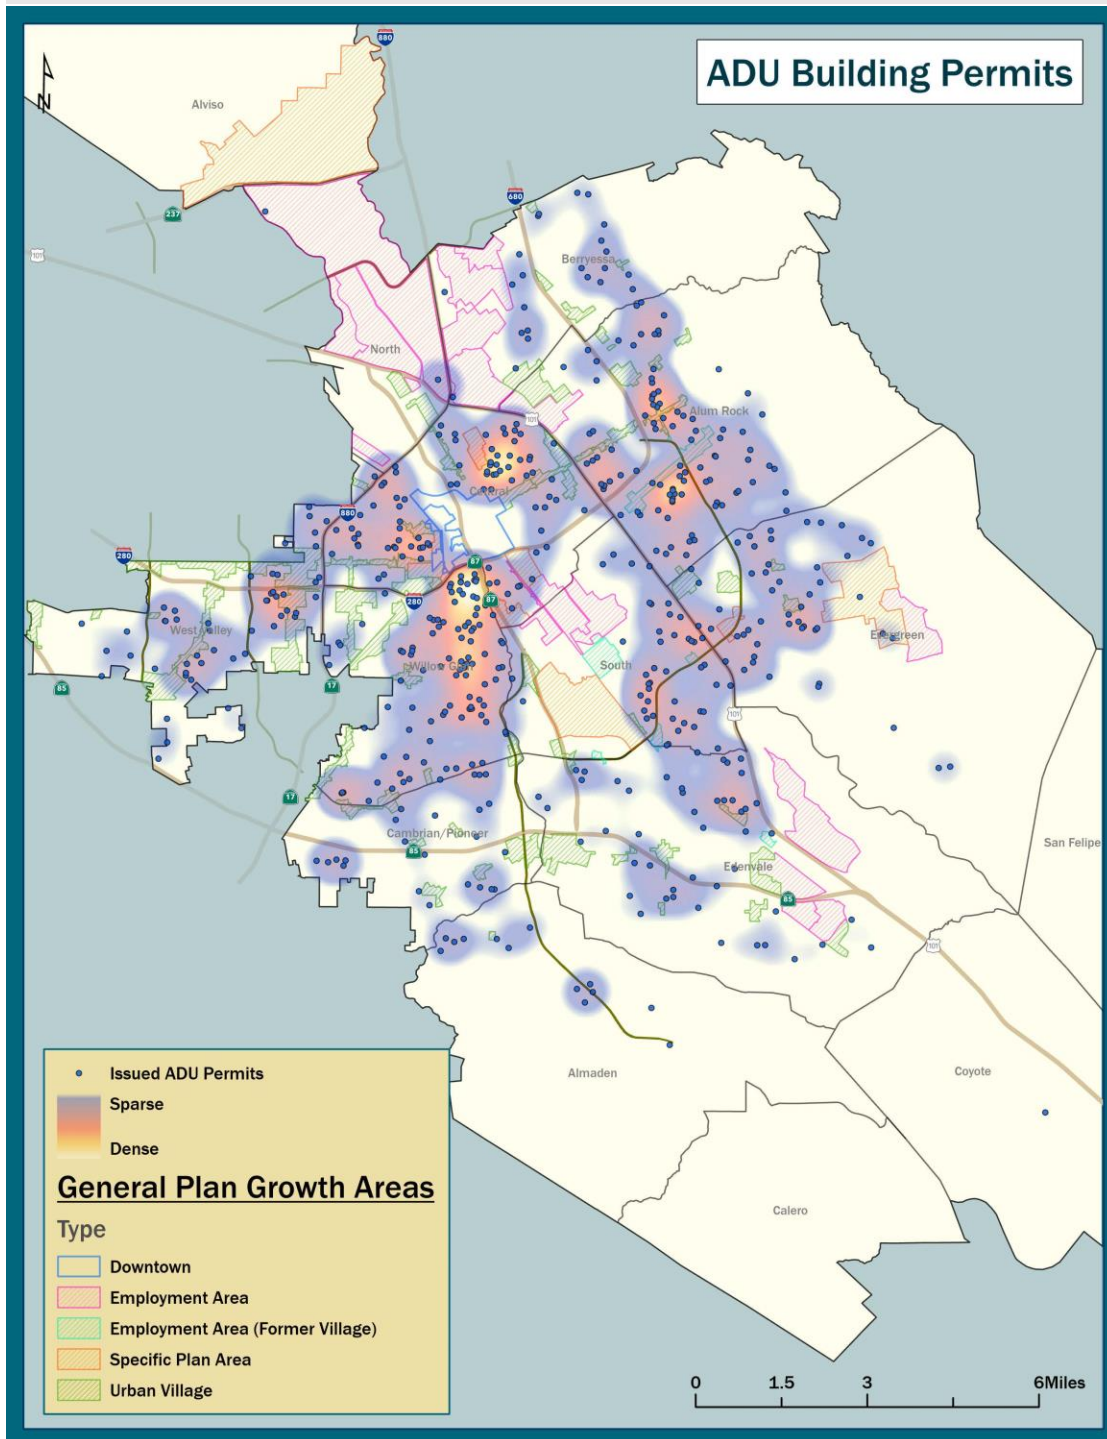 880
ADU Building Permits
N
Alviso
237
680
101
Berryessa
North
Alum Rock
101
Central
880
280
87
280
87
West Valley
Evergreen
Willow Glen
South
85
17
101
17
Cambrian/Pioneer
85
Edenvale
San Felipe
85
101
Almaden
Coyote
Calero
Issued ADU Permits
Sparse
Dense
General Plan Growth Areas
Type
Downtown
Employment Area
Employment Area (Former Village)
Specific Plan Area
Urban Village
0 1.5 3 6Miles